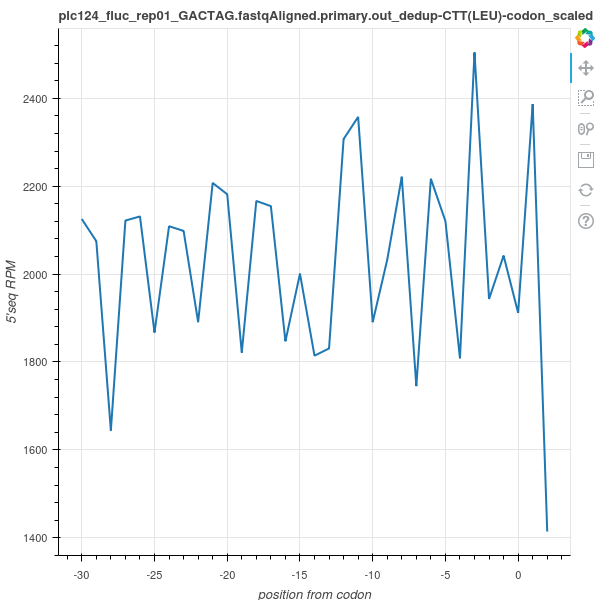 plc124_fluc_rep01_GACTAG.fastqAligned.primary.out_dedup-CTT(LEU)-codon_scaled
5'seq RPM
2400
2200
2000
1800
1600
1400
-30 -25 -20 -15 -10 -5 0
position from codon